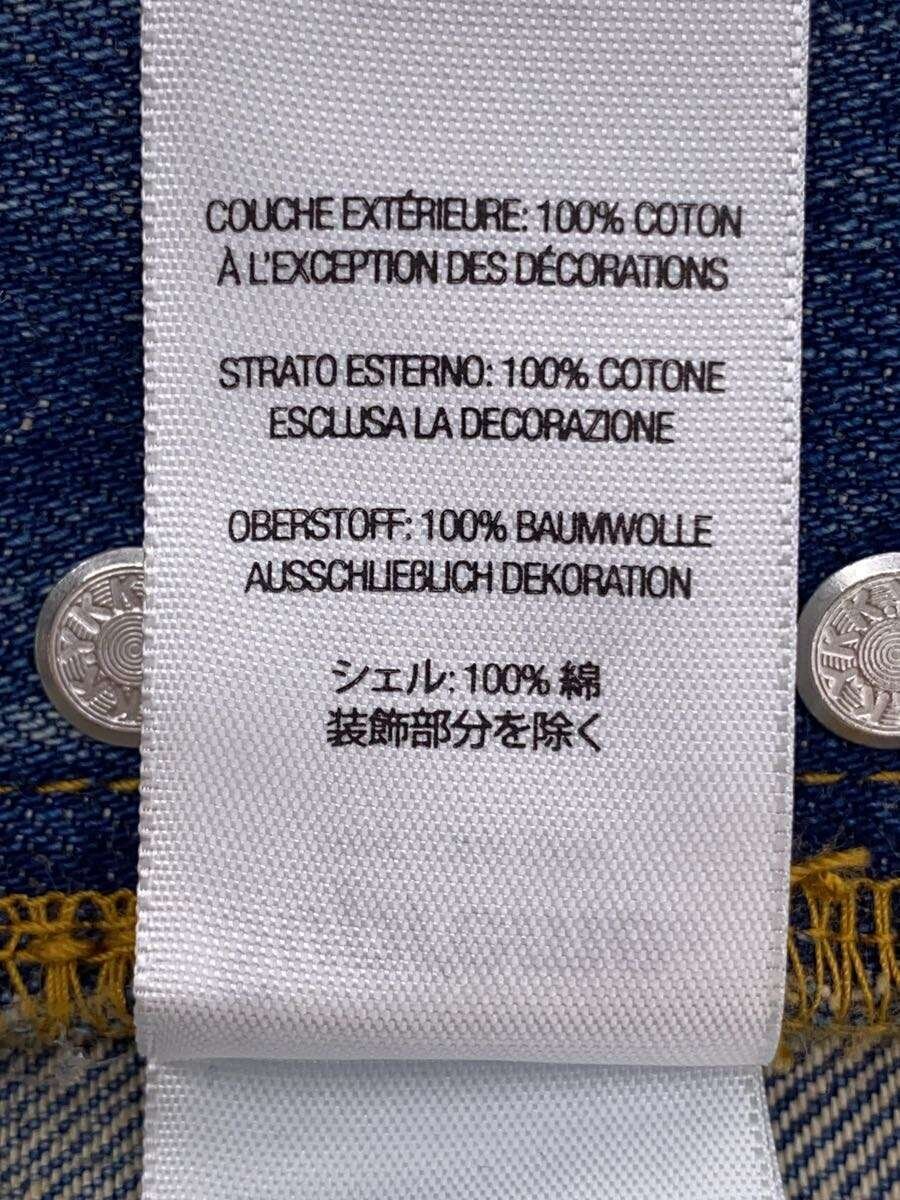 COUCHE EXTÉRIEURE: 100% COTON
À L'EXCEPTION DES DÉCORATIONS
STRATO ESTERNO: 100% COTONE
ESCLUSA LA DECORAZIONE
OBERSTOFF: 100% BAUMWOLLE
AUSSCHLIEßLICH DEKORATION
シェル: 100% 綿
装飾部分を除く